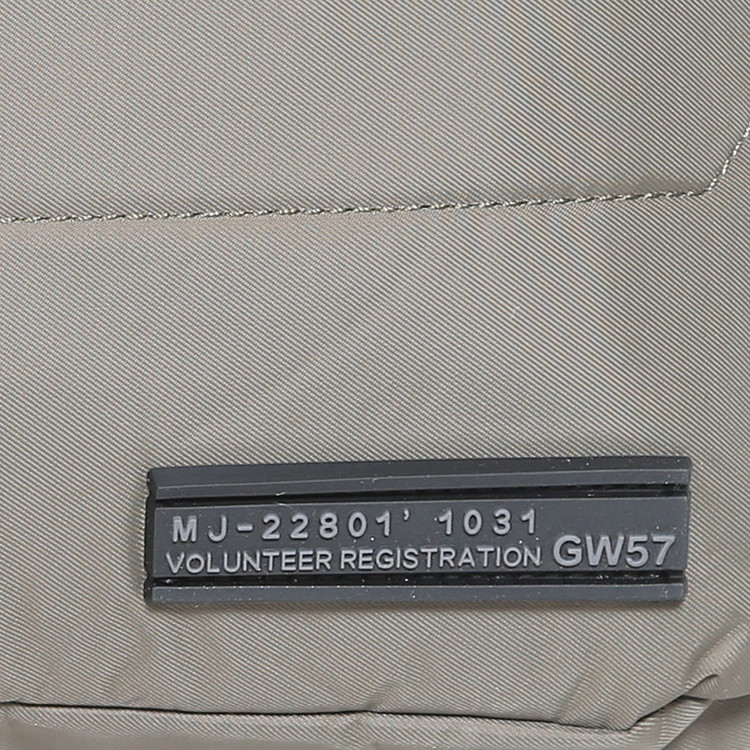 MJ-22801’ 1031
VOLUNTEER REGISTRATION GW57